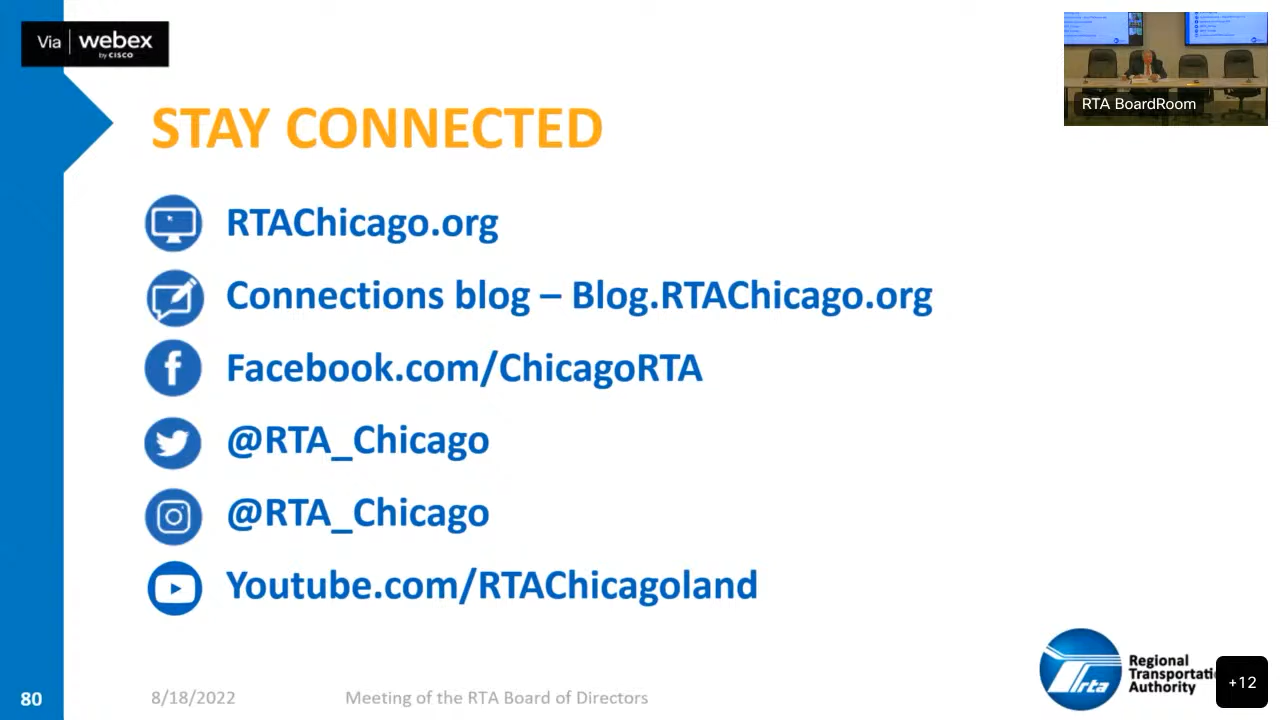 Via webex
by CISCO
RTA BoardRoom
STAY CONNECTED
RTAChicago.org
Connections blog – Blog.RTAChicago.org
Facebook.com/ChicagoRTA
@RTA_Chicago
@RTA_Chicago
Youtube.com/RTAChicagoland
rta
Regional
Transportati
Authority
+12
80
8/18/2022
Meeting of the RTA Board of Directors